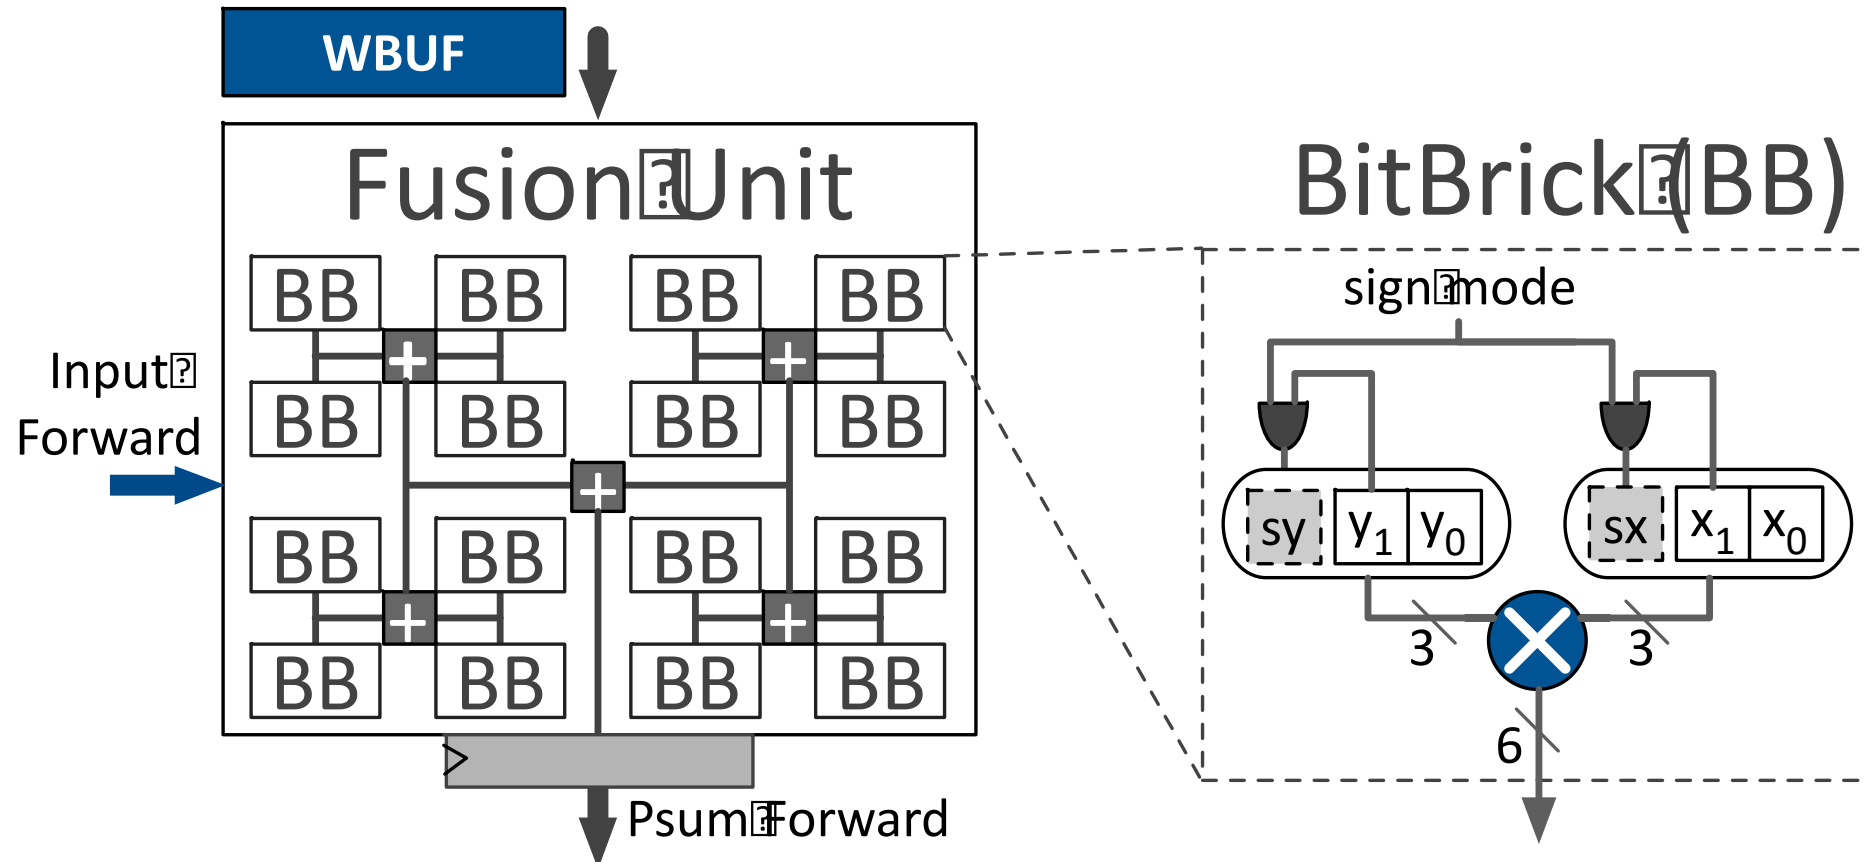 WBUF
Fusion Unit
BB BB BB BB
+ +
BB BB BB BB
+
BB BB BB BB
+ +
BB BB BB BB
Input
Forward
Psum Forward
BitBrick (BB)
sign mode
sy y1 y0
sx x1 x0
3 3
6